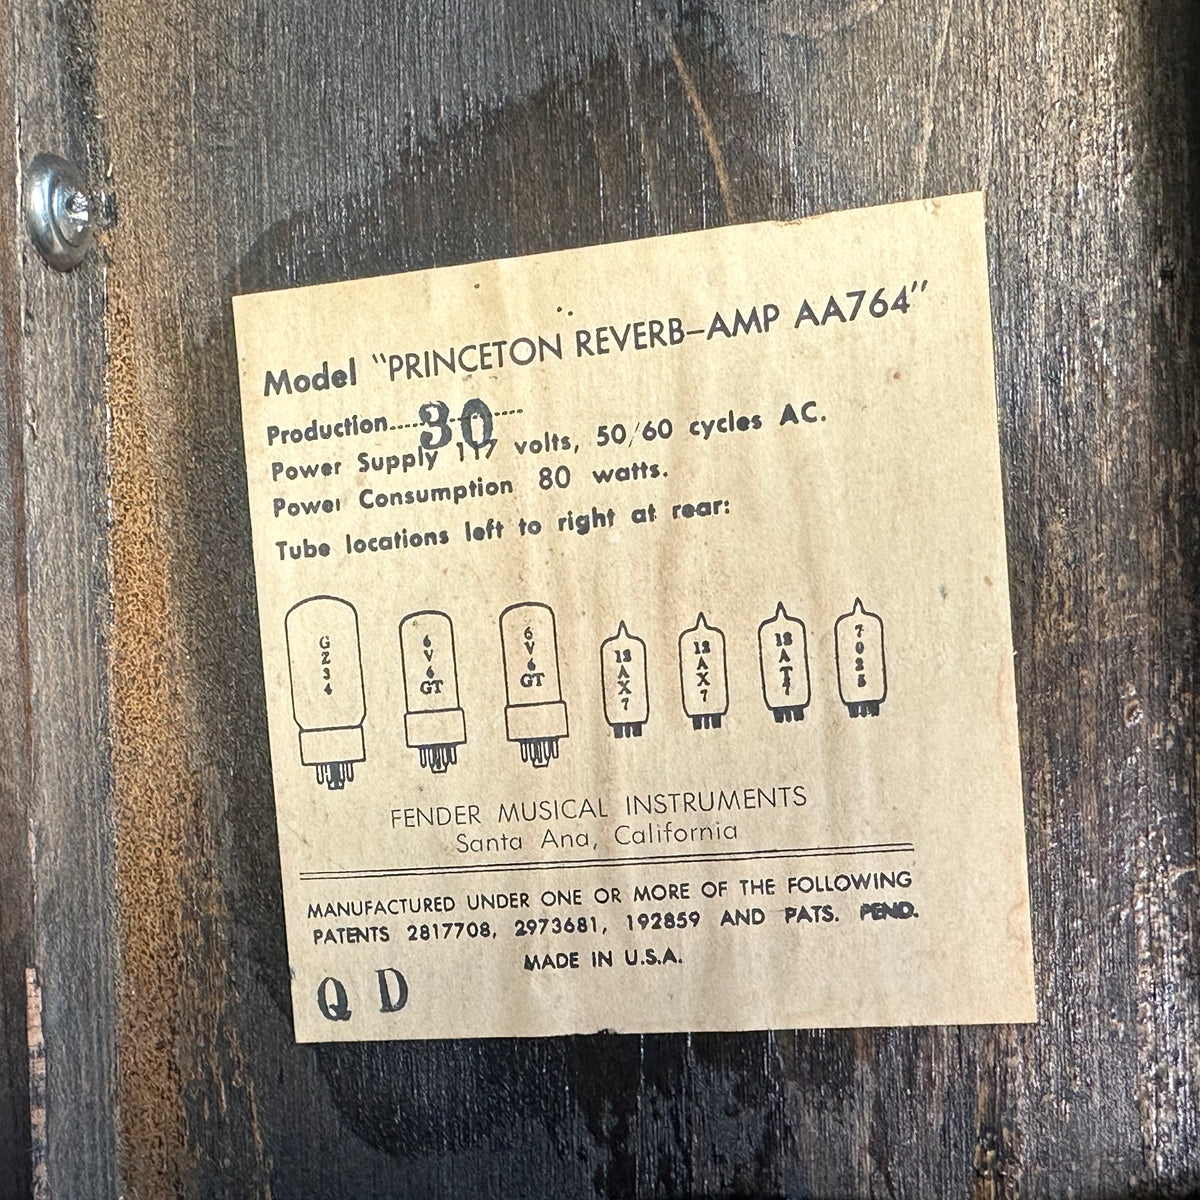 Model "PRINCETON REVERB-AMP AA764"
Production.....30....
Power Supply 117 volts, 50/60 cycles AC.
Power Consumption 80 watts.
Tube locations left to right at rear:
GZ34 6V6GT 6V6GT 12AX7 12AX7 12AT7 7025
FENDER MUSICAL INSTRUMENTS
Santa Ana, California
MANUFACTURED UNDER ONE OR MORE OF THE FOLLOWING
PATENTS 2817708, 2973681, 192859 AND PATS. PEND.
MADE IN U.S.A.
Q D